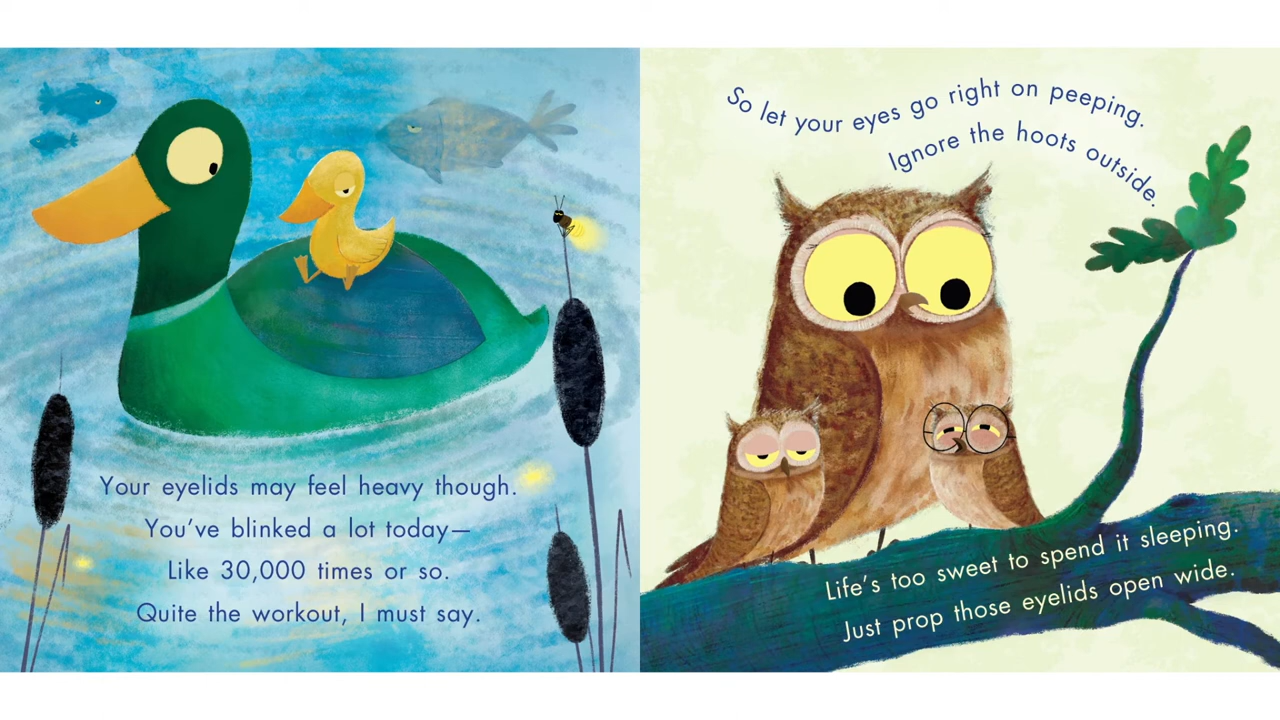 Your eyelids may feel heavy though.
You've blinked a lot today—
Like 30,000 times or so.
Quite the workout, I must say.
So let your eyes go right on peeping.
Ignore the hoots outside.
Life's too sweet to spend it sleeping.
Just prop those eyelids open wide.